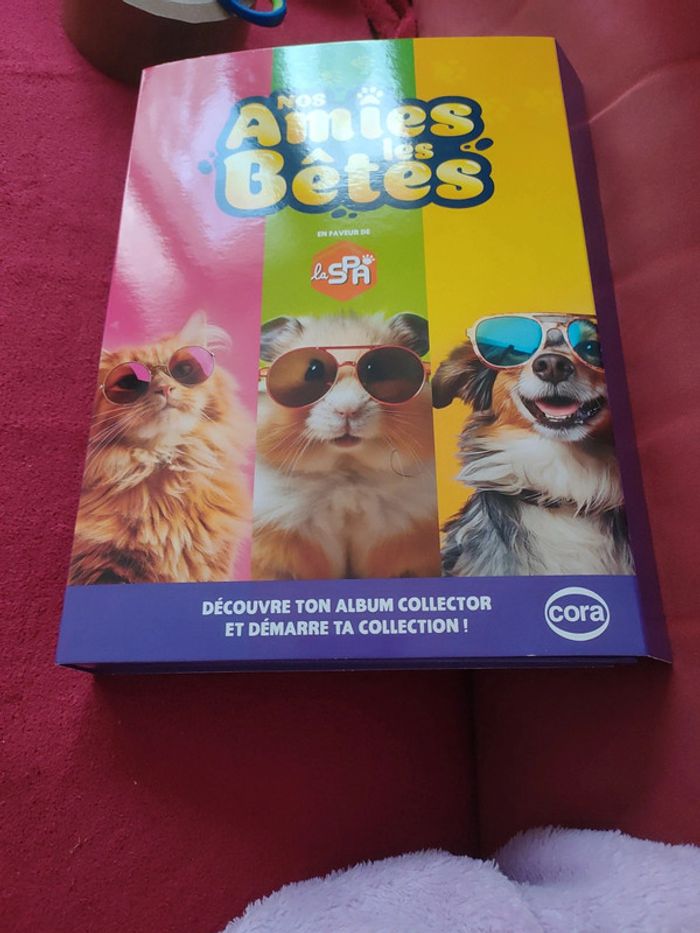 Nos
Amies
les
Bêtes
EN FAVEUR DE
la SPA
DÉCOUVRE TON ALBUM COLLECTOR
ET DÉMARRE TA COLLECTION !
cora